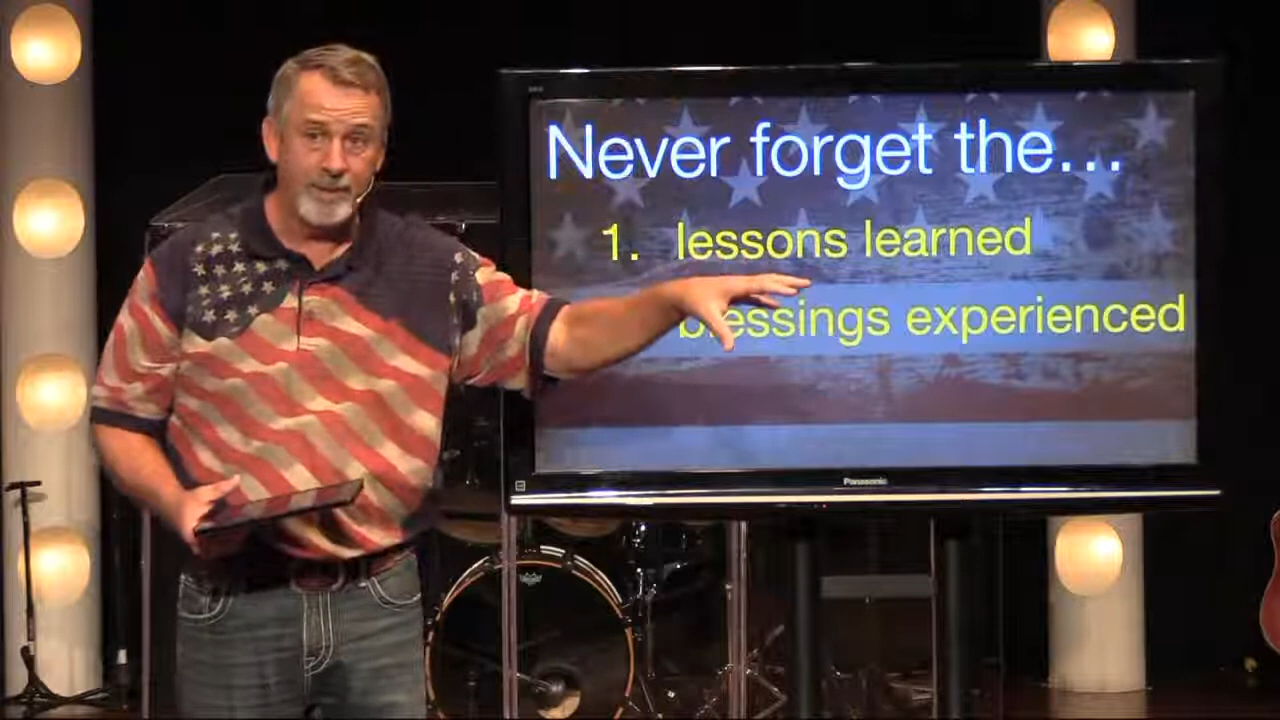 Never forget the...
1. lessons learned
blessings experienced
Panasonic